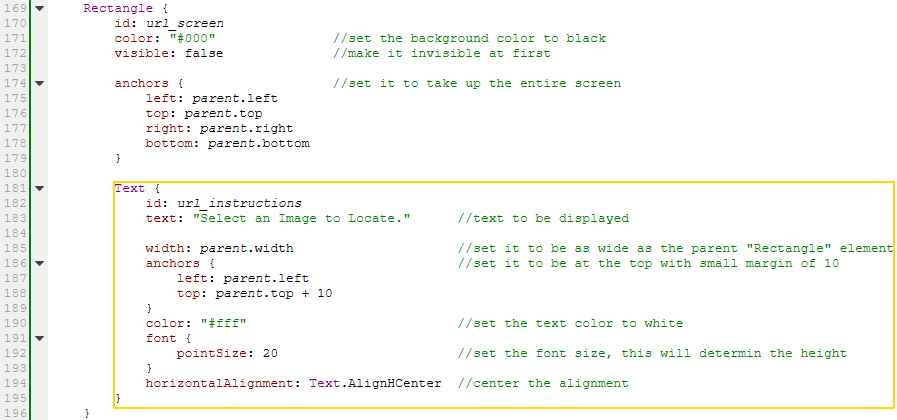 169 Rectangle {
170 id: url_screen
171 color: "#000" //set the background color to black
172 visible: false //make it invisible at first
173
174 anchors { //set it to take up the entire screen
175 left: parent.left
176 top: parent.top
177 right: parent.right
178 bottom: parent.bottom
179 }
180
181 Text {
182 id: url_instructions
183 text: "Select an Image to Locate." //text to be displayed
184
185 width: parent.width //set it to be as wide as the parent "Rectangle" element
186 anchors { //set it to be at the top with small margin of 10
187 left: parent.left
188 top: parent.top + 10
189 }
190 color: "#fff" //set the text color to white
191 font {
192 pointSize: 20 //set the font size, this will determin the height
193 }
194 horizontalAlignment: Text.AlignHCenter //center the alignment
195 }
196 }